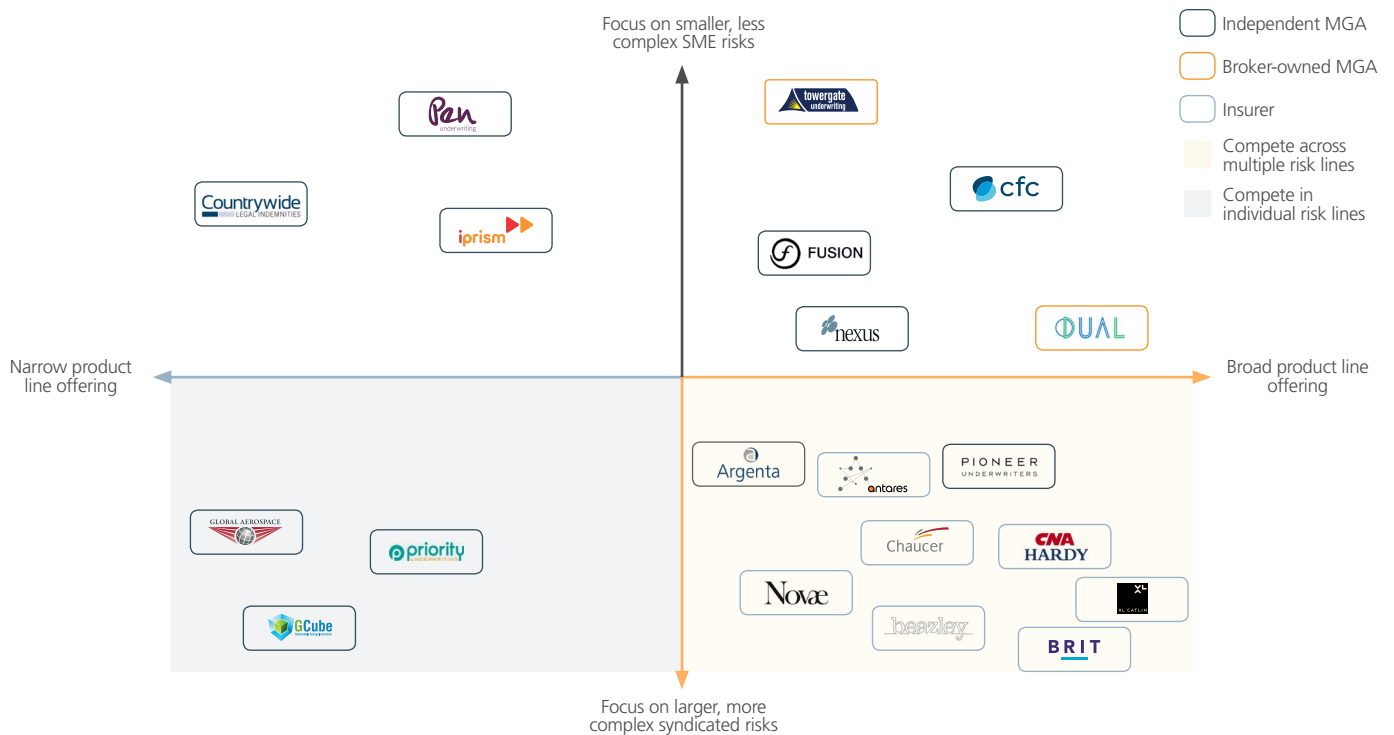 Focus on smaller, less
complex SME risks
Independent MGA
Broker-owned MGA
Insurer
Compete across
multiple risk lines
Compete in
individual risk lines
Pen
underwriting
towergate
underwriting
Countrywide
LEGAL INDEMNITIES
cfc
iprism
f FUSION
nexus
DUAL
Narrow product
line offering
Broad product line
offering
Argenta
antares
PIONEER
UNDERWRITERS
GLOBAL AEROSPACE
priority
UNDERWRITING
Chaucer
CNA
HARDY
Novæ
XL
XL CATLIN
GCube
beazley
BRIT
Focus on larger, more
complex syndicated risks